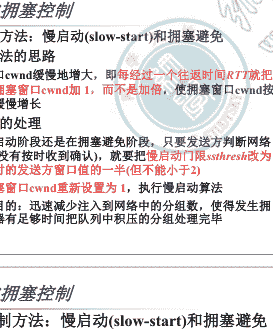 拥塞控制
方法：慢启动(slow-start)和拥塞避免
法的思路
口cwnd缓慢地增大，即每经过一个往返时间RTT就把
拥塞窗口cwnd加 1，而不是加倍，使拥塞窗口cwnd按
缓慢增长
的处理
启动阶段还是在拥塞避免阶段，只要发送方判断网络
没有按时收到确认)，就要把慢启动门限ssthresh改为
时的发送方窗口值的一半(但不能小于2)
塞窗口cwnd重新设置为 1，执行慢启动算法
目的：迅速减少注入到网络中的分组数，使得发生拥
器有足够时间把队列中积压的分组处理完毕
拥塞控制
制方法：慢启动(slow-start)和拥塞避免